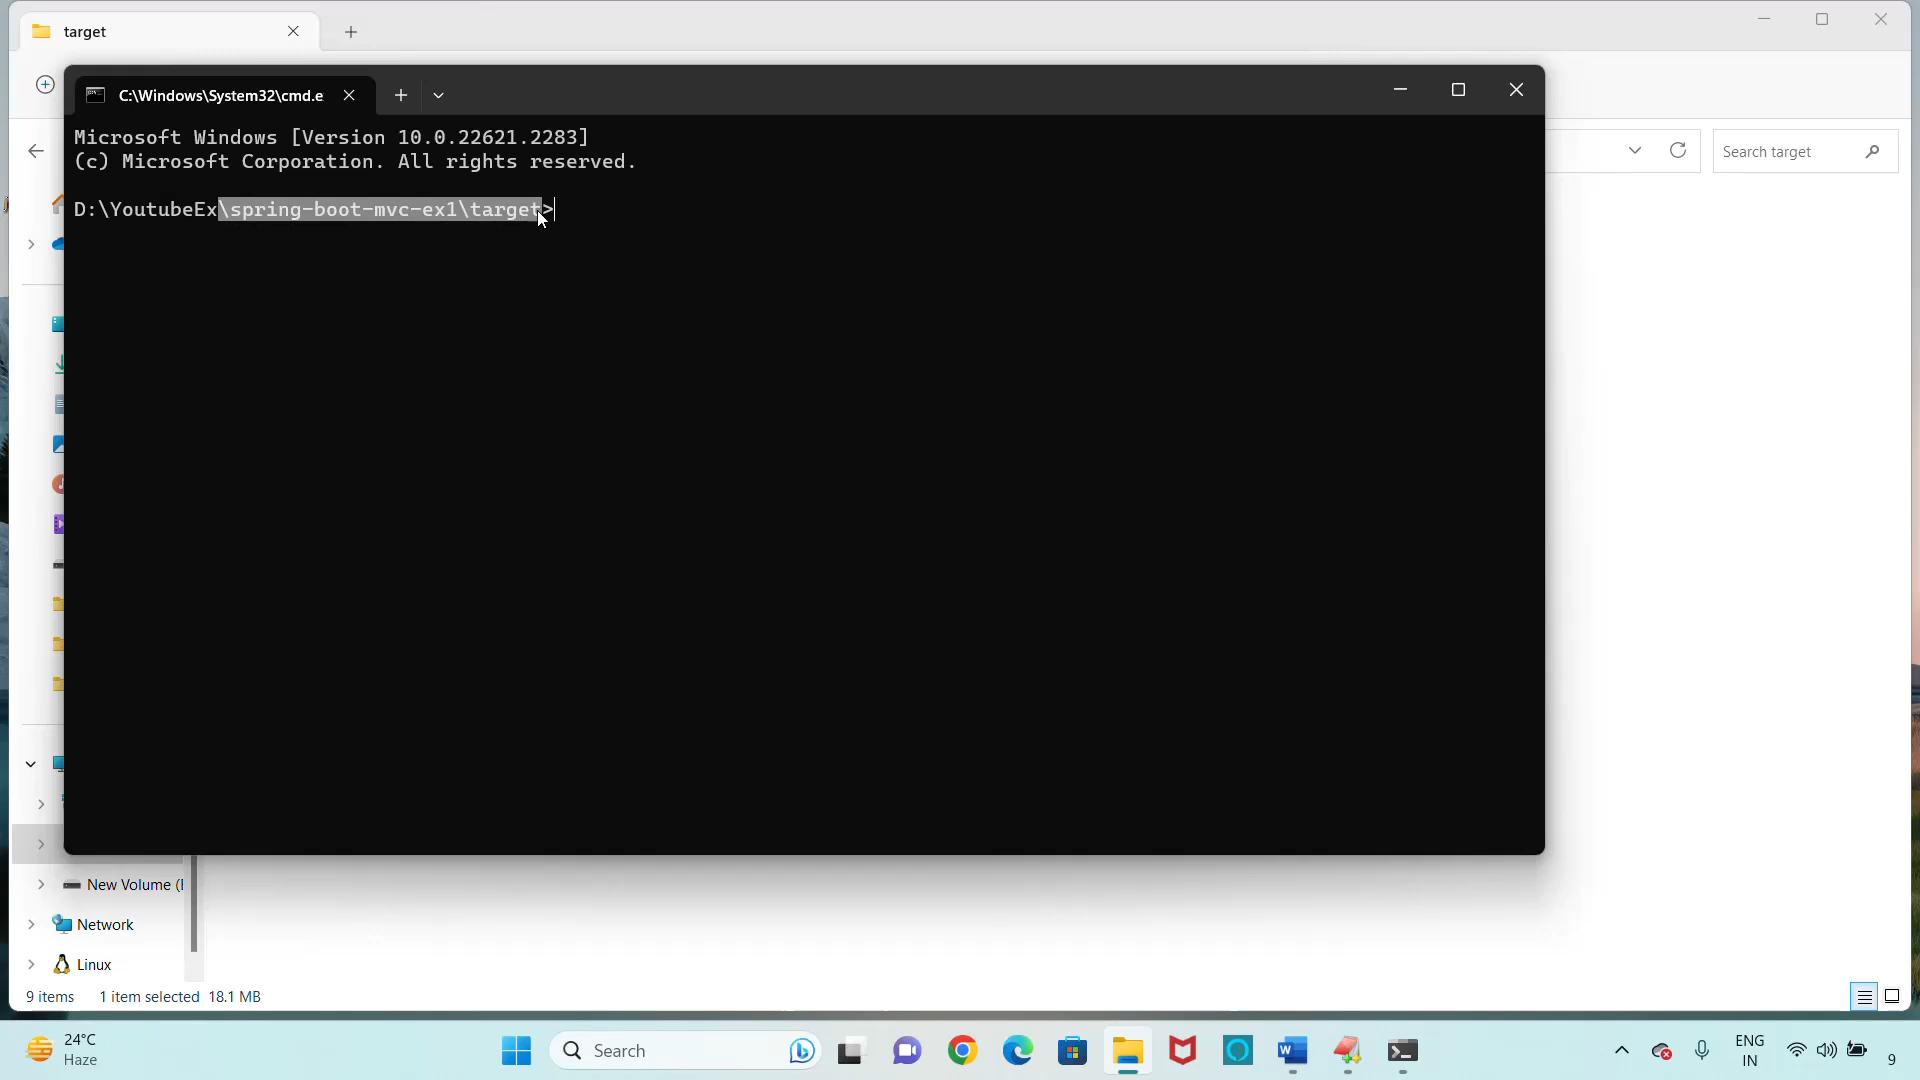 target
C:\Windows\System32\cmd.e
Microsoft Windows [Version 10.0.22621.2283]
(c) Microsoft Corporation. All rights reserved.
Search target
D:\YoutubeEx\spring-boot-mvc-ex1\target>
New Volume (
Network
Linux
9 items 1 item selected 18.1 MB
24°C
Haze
Search
ENG
IN
9